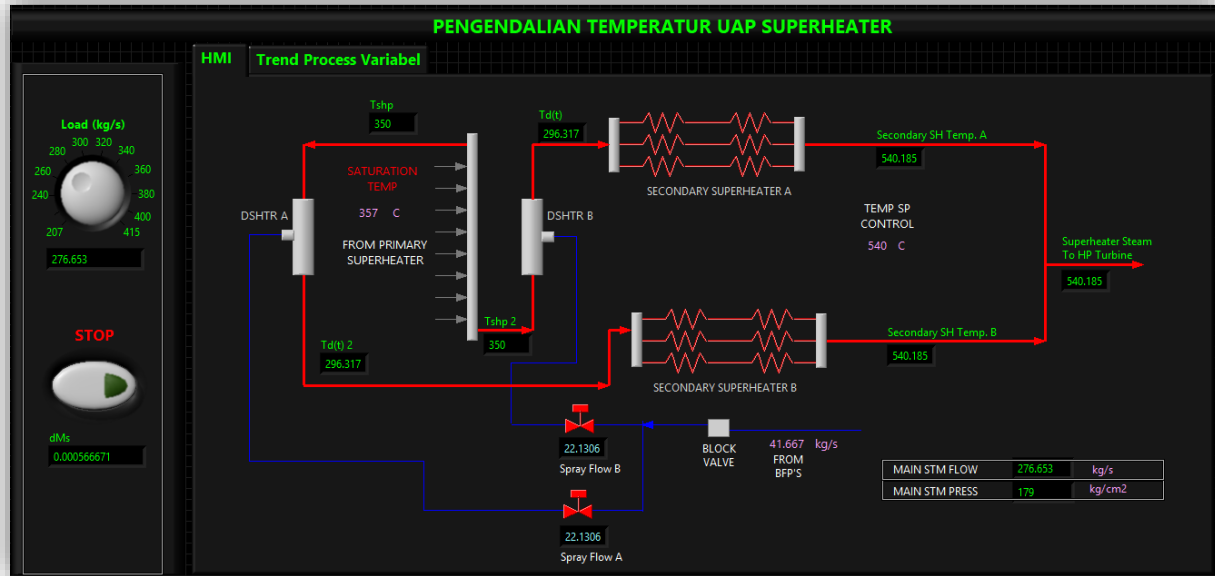 PENGENDALIAN TEMPERATUR UAP SUPERHEATER
HMI
Trend Process Variabel
Load (kg/s)
207
240
260
280
300
320
340
360
380
400
415
276.653
STOP
dMs
0.000566671
Tshp
350
SATURATION
TEMP
357 C
FROM PRIMARY
SUPERHEATER
DSHTR A
DSHTR B
Td(t)
296.317
Tshp 2
350
Td(t) 2
296.317
SECONDARY SUPERHEATER A
Secondary SH Temp. A
540.185
TEMP SP
CONTROL
540 C
Superheater Steam
To HP Turbine
540.185
Secondary SH Temp. B
540.185
SECONDARY SUPERHEATER B
22.1306
Spray Flow B
BLOCK
VALVE
41.667 kg/s
FROM
BFP'S
22.1306
Spray Flow A
MAIN STM FLOW 276.653 kg/s
MAIN STM PRESS 179 kg/cm2